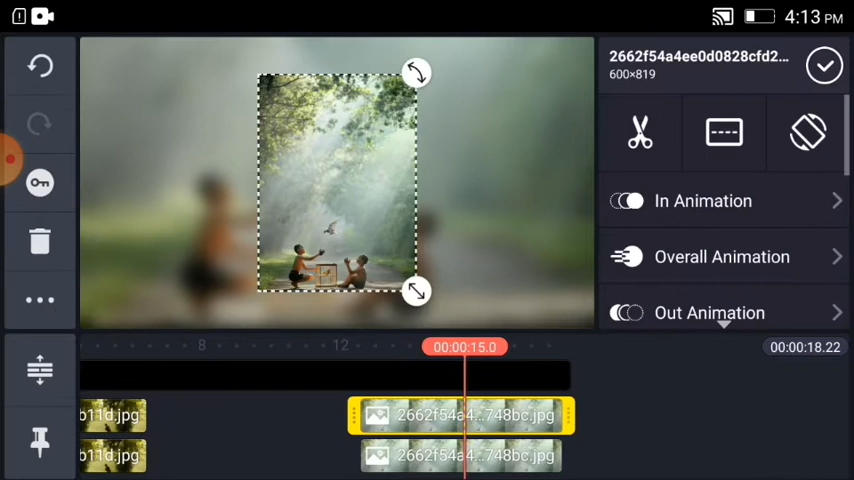 4:13 PM
2662f54a4ee0d0828cfd2...
600×819
In Animation
Overall Animation
Out Animation
8
12
00:00:15.0
00:00:18.22
b11d.jpg
2662f54a4...748bc.jpg
b11d.jpg
2662f54a4...748bc.jpg